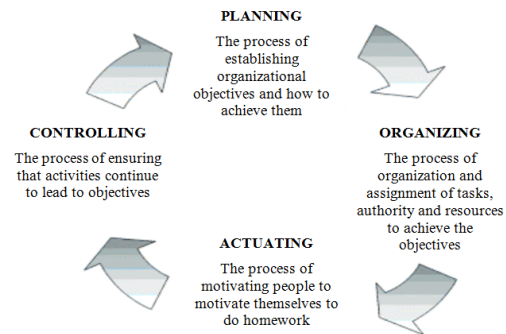 PLANNING
The process of
establishing
organizational
objectives and how to
achieve them
CONTROLLING
The process of ensuring
that activities continue
to lead to objectives
ORGANIZING
The process of
organization and
assignment of tasks,
authority and resources
to achieve the
objectives
ACTUATING
The process of
motivating people to
motivate themselves to
do homework